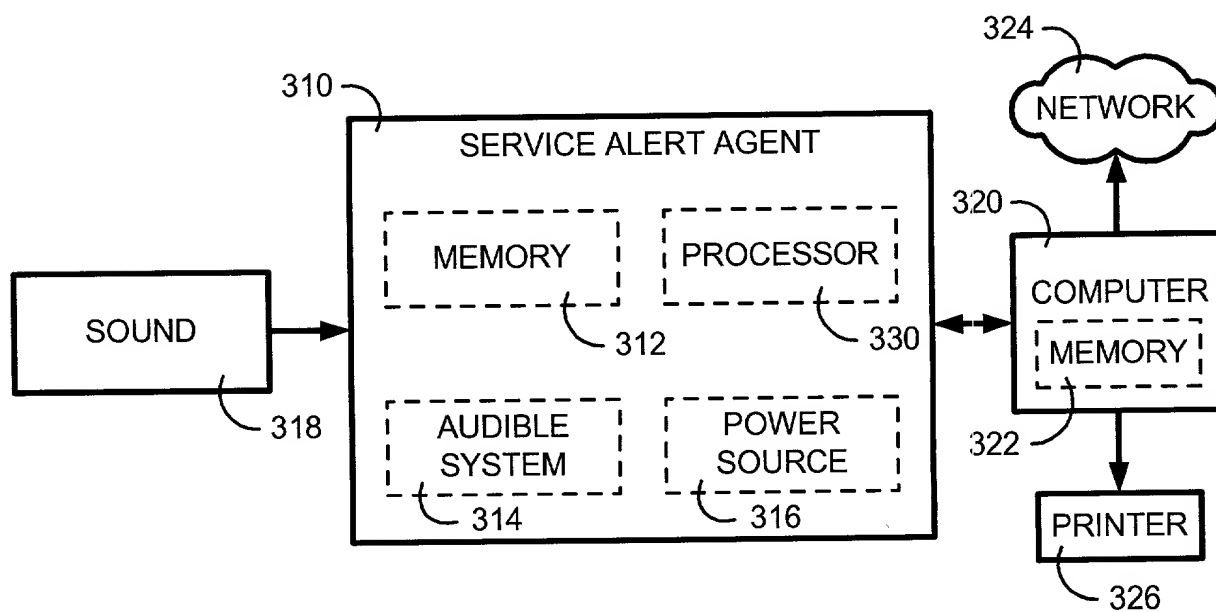 324
NETWORK
310
SERVICE ALERT AGENT
320
MEMORY
PROCESSOR
COMPUTER
SOUND
312
330
MEMORY
318
AUDIBLE
SYSTEM
POWER
SOURCE
322
314
316
PRINTER
326